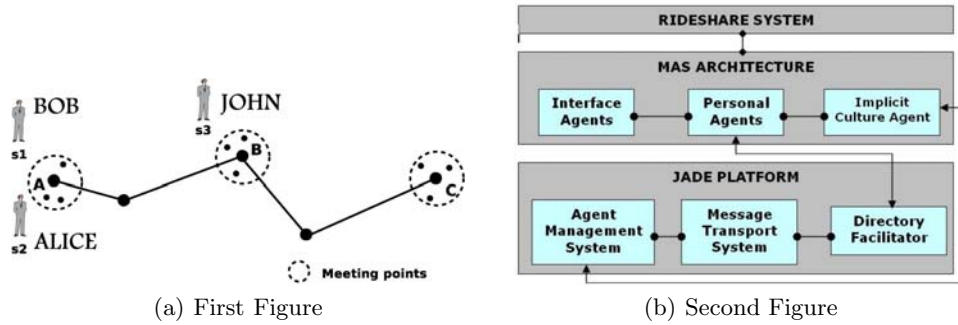 BOB
s1
JOHN
s3
A
B
C
s2
ALICE
Meeting points
(a) First Figure
RIDESHARE SYSTEM
MAS ARCHITECTURE
Interface
Agents
Personal
Agents
Implicit
Culture Agent
JADE PLATFORM
Agent
Management
System
Message
Transport
System
Directory
Facilitator
(b) Second Figure